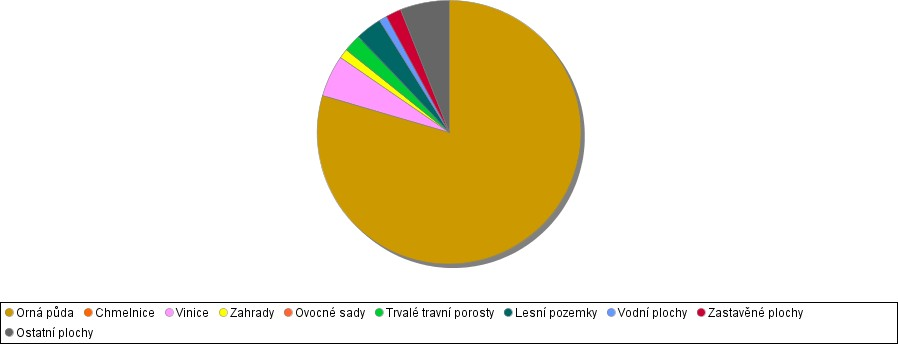 Orná půda Chmelnice Vinice Zahrady Ovocné sady Trvalé travní porosty Lesní pozemky Vodní plochy Zastavěné plochy
Ostatní plochy